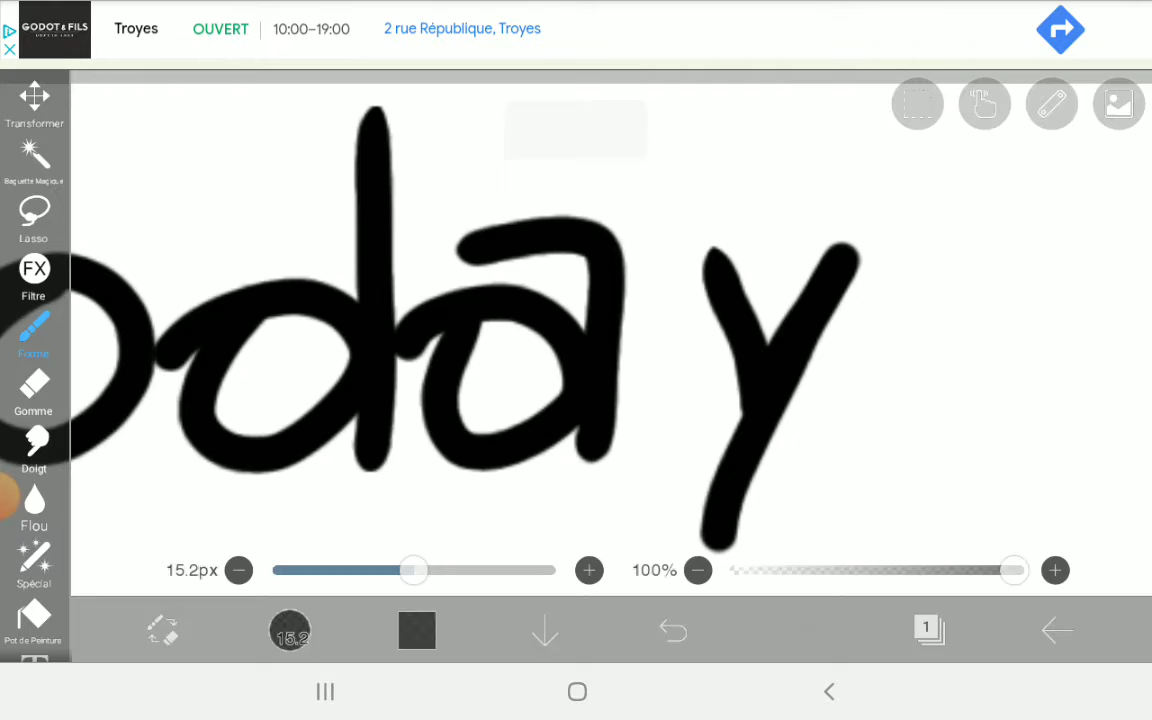 GODOT & FILS
Troyes OUVERT 10:00–19:00 2 rue République, Troyes
Transformer
Baguette Magique
Lasso
FX
Filtre
Forme
Gomme
Doigt
Flou
Spécial
Pot de Peinture
oday
15.2px 100%
15.2 1